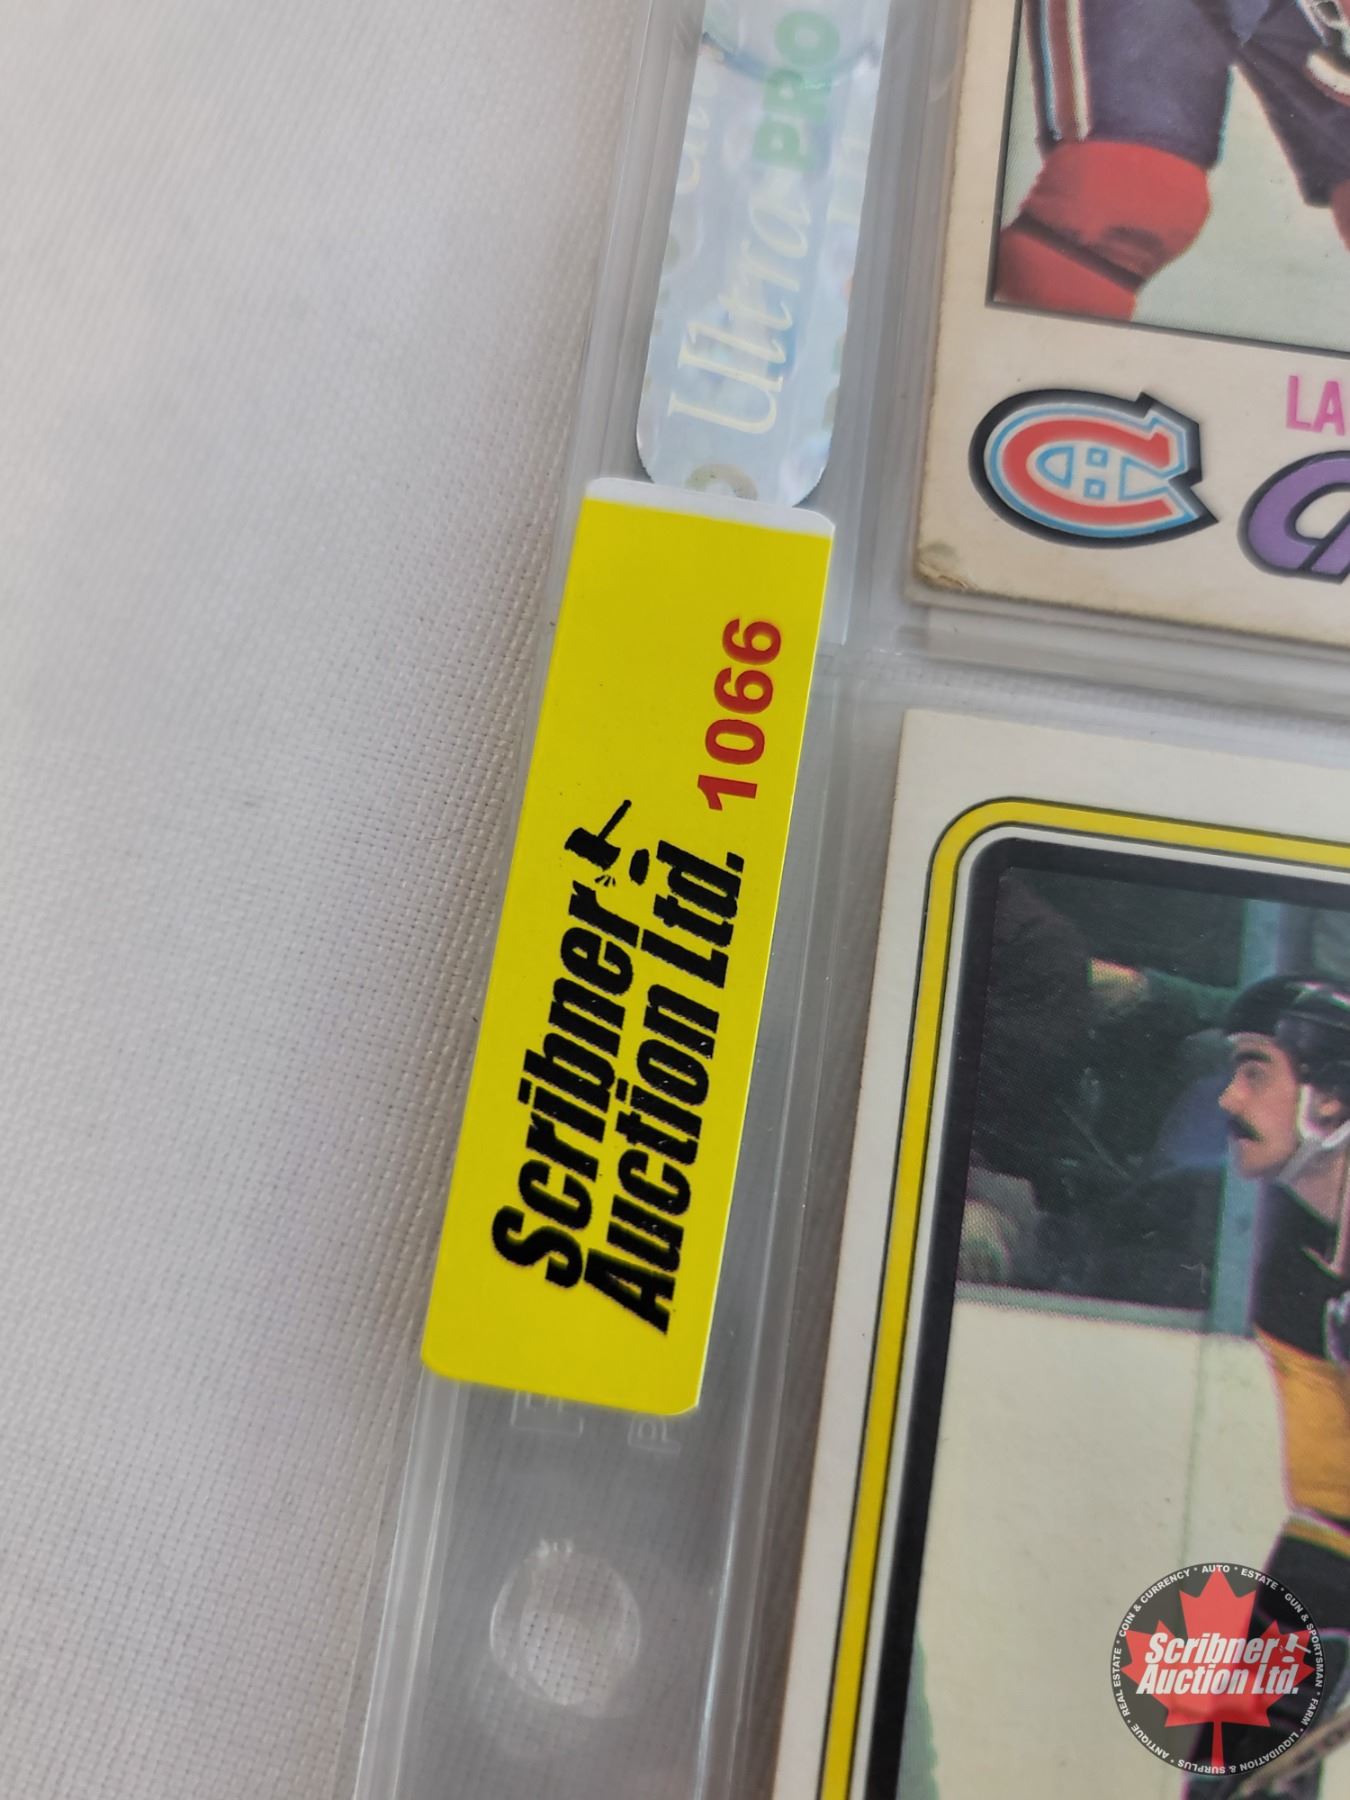 Ultra PRO
1066
Scribner
Auction Ltd.
LA
Scribner
Auction Ltd.
ANTIQUE • REAL ESTATE • COIN & CURRENCY • AUTO • ESTATE • GUN & SPORTSMAN • FARM • LIQUIDATION & SURPLUS •